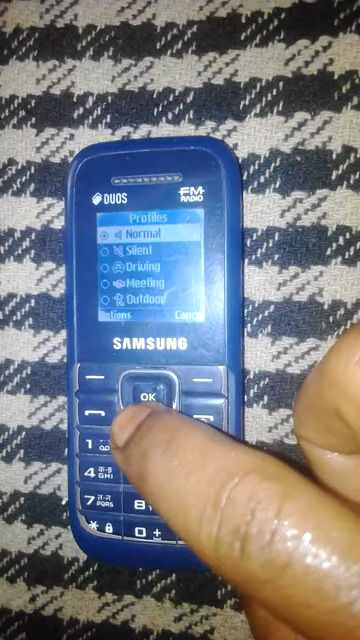 DUOS
FM
RADIO
Profiles
Normal
Silent
Driving
Meeting
Outdoor
Options Cancel
SAMSUNG
OK
1
4 क-ङ GHI
7 PQRS 8
* 0 +